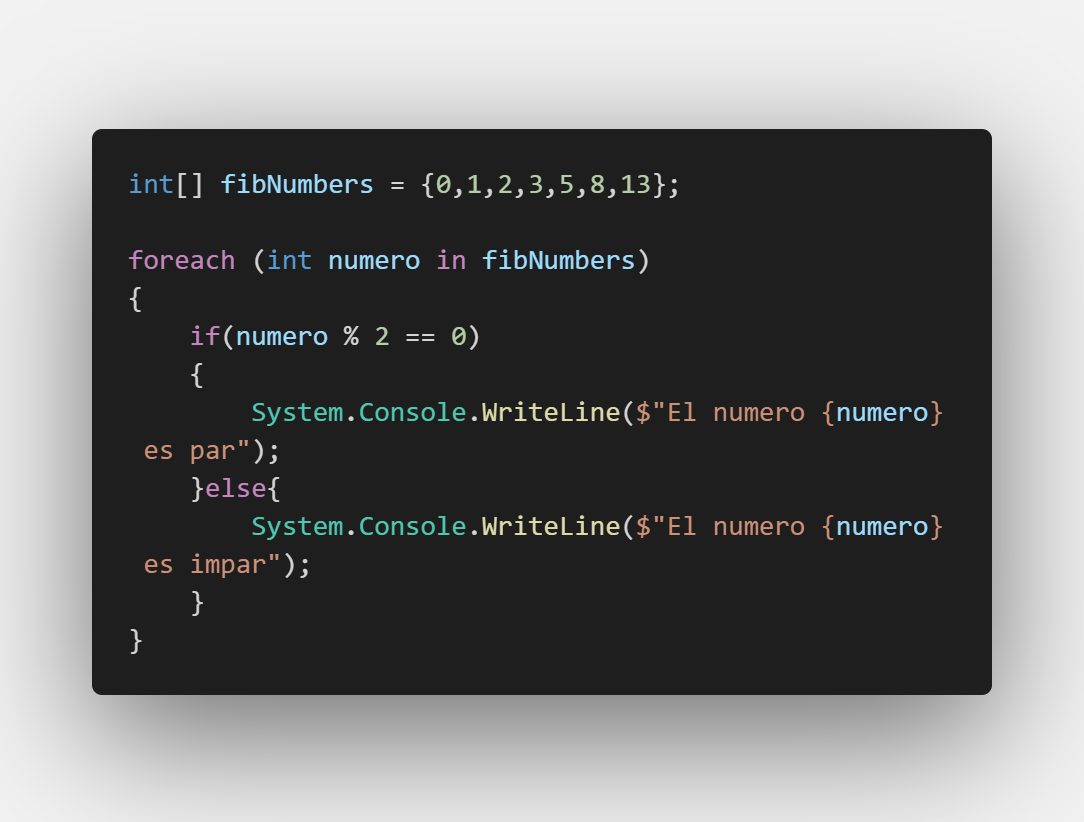 int[] fibNumbers = {0,1,2,3,5,8,13};
foreach (int numero in fibNumbers)
{
    if(numero % 2 == 0)
    {
        System.Console.WriteLine($"El numero {numero}
 es par");
    }else{
        System.Console.WriteLine($"El numero {numero}
 es impar");
    }
}